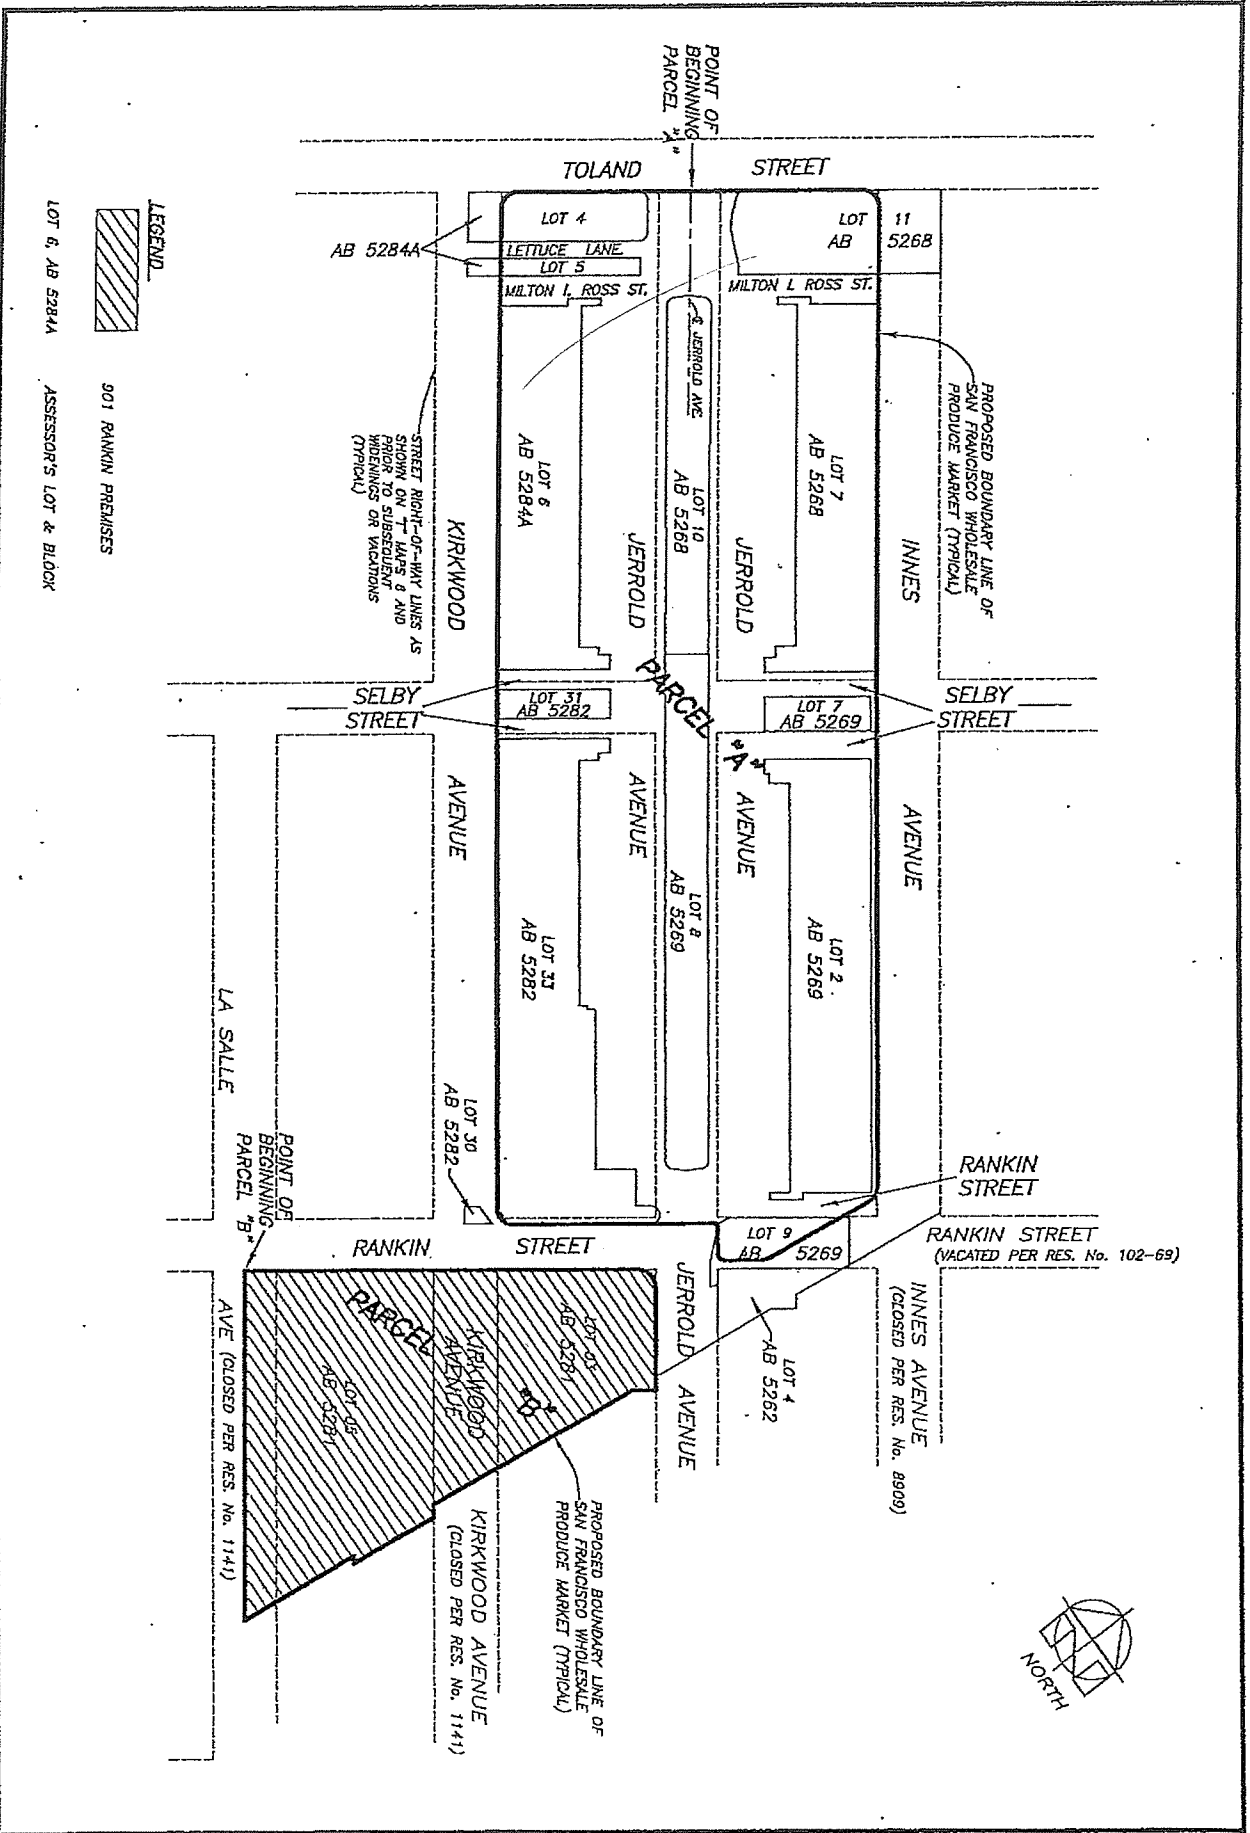 POINT OF
BEGINNING
PARCEL "A"
TOLAND
STREET
LOT 4
AB 5284A
LETTUCE LANE
LOT 5
MILTON I. ROSS ST.
LOT 11
AB 5268
MILTON L ROSS ST.
PROPOSED BOUNDARY LINE OF
SAN FRANCISCO WHOLESALE
PRODUCE MARKET (TYPICAL)
℄ JERROLD AVE
LOT 7
AB 5268
LOT 10
AB 5268
LOT 6
AB 5284A
INNES
JERROLD
JERROLD
KIRKWOOD
STREET RIGHT-OF-WAY LINES AS
SHOWN ON "T" MAPS 8 AND
PRIOR TO SUBSEQUENT
WIDENINGS OR VACATIONS
(TYPICAL)
LEGEND
901 RANKIN PREMISES
LOT 6, AB 5284A
ASSESSOR'S LOT & BLOCK
SELBY
STREET
LOT 31
AB 5282
PARCEL "A"
LOT 7
AB 5269
SELBY
STREET
AVENUE
AVENUE
AVENUE
AVENUE
LOT 2
AB 5269
LOT 8
AB 5269
LOT 33
AB 5282
LA SALLE
LOT 30
AB 5282
POINT OF
BEGINNING
PARCEL "B"
RANKIN
STREET
RANKIN STREET
(VACATED PER RES. No. 102-69)
RANKIN
STREET
LOT 9
AB 5269
JERROLD
AVENUE
LOT 4
AB 5262
INNES AVENUE
(CLOSED PER RES. No. 8909)
PARCEL "B"
LOT 03
AB 5281
KIRKWOOD
AVENUE
LOT 05
AB 5281
AVE (CLOSED PER RES. No. 1141)
KIRKWOOD AVENUE
(CLOSED PER RES. No. 1141)
PROPOSED BOUNDARY LINE OF
SAN FRANCISCO WHOLESALE
PRODUCE MARKET (TYPICAL)
NORTH